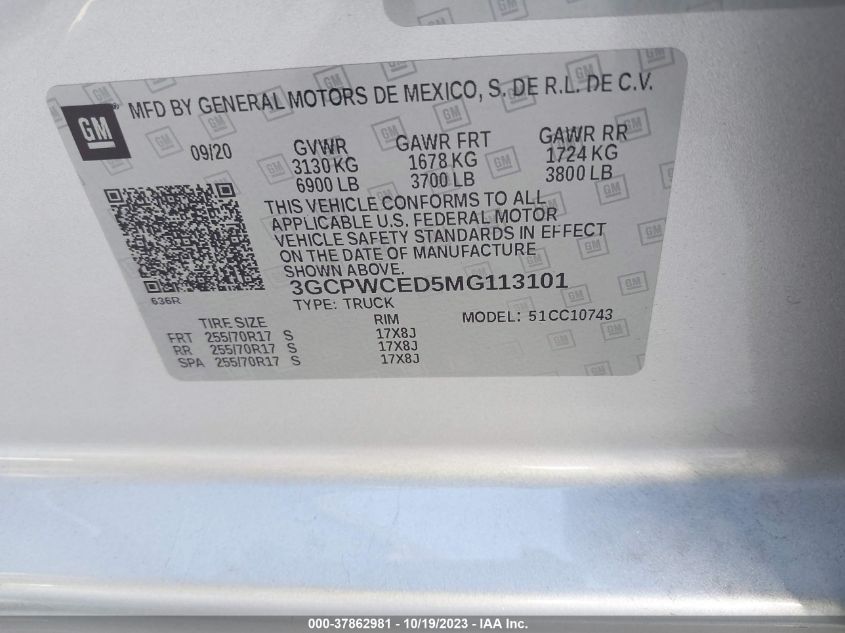 GM
MFD BY GENERAL MOTORS DE MEXICO, S. DE R.L. DE C.V.
09/20 GVWR GAWR FRT GAWR RR
3130 KG 1678 KG 1724 KG
6900 LB 3700 LB 3800 LB
THIS VEHICLE CONFORMS TO ALL
APPLICABLE U.S. FEDERAL MOTOR
VEHICLE SAFETY STANDARDS IN EFFECT
ON THE DATE OF MANUFACTURE
SHOWN ABOVE.
636R
3GCPWCED5MG113101
TYPE: TRUCK
TIRE SIZE RIM MODEL: 51CC10743
FRT 255/70R17 S 17X8J
RR 255/70R17 S 17X8J
SPA 255/70R17 S 17X8J
000-37862981 - 10/19/2023 - IAA Inc.